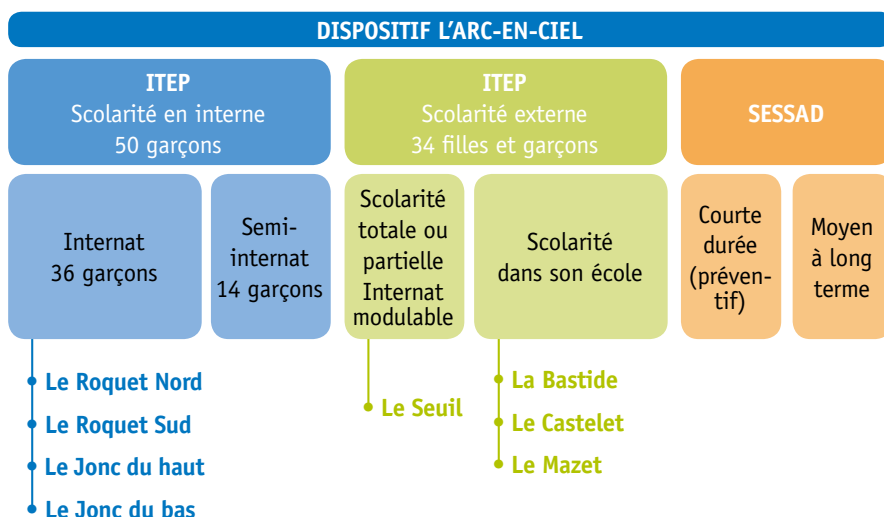 DISPOSITIF L'ARC-EN-CIEL
ITEP
Scolarité en interne
50 garçons
ITEP
Scolarité externe
34 filles et garçons
SESSAD
Internat
36 garçons
Semi-
internat
14 garçons
Scolarité
totale ou
partielle
Internat
modulable
Scolarité
dans son école
Courte
durée
(préven-
tif)
Moyen
à long
terme
Le Roquet Nord
Le Roquet Sud
Le Jonc du haut
Le Jonc du bas
Le Seuil
La Bastide
Le Castelet
Le Mazet